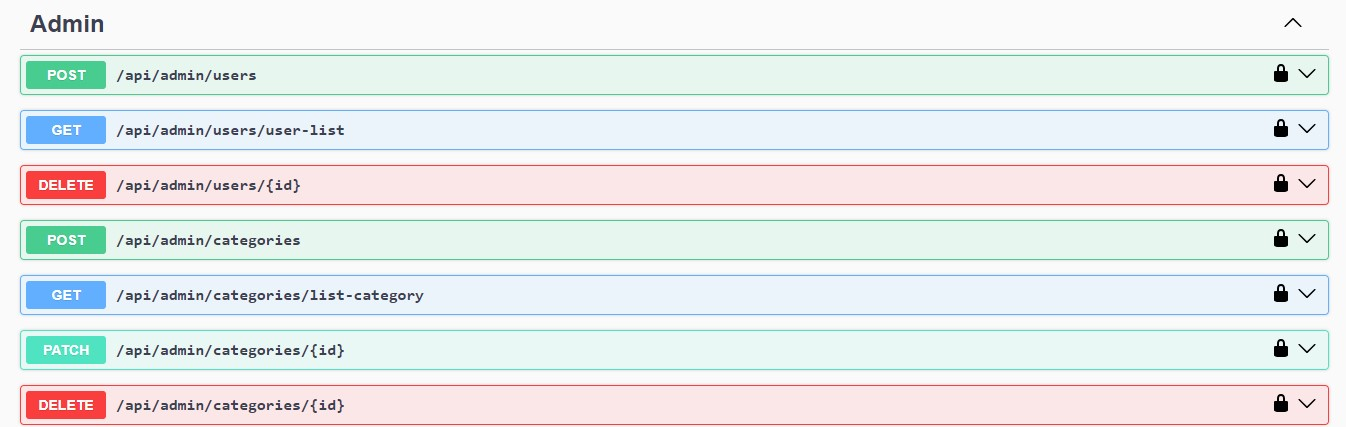 Admin
POST /api/admin/users
GET /api/admin/users/user-list
DELETE /api/admin/users/{id}
POST /api/admin/categories
GET /api/admin/categories/list-category
PATCH /api/admin/categories/{id}
DELETE /api/admin/categories/{id}